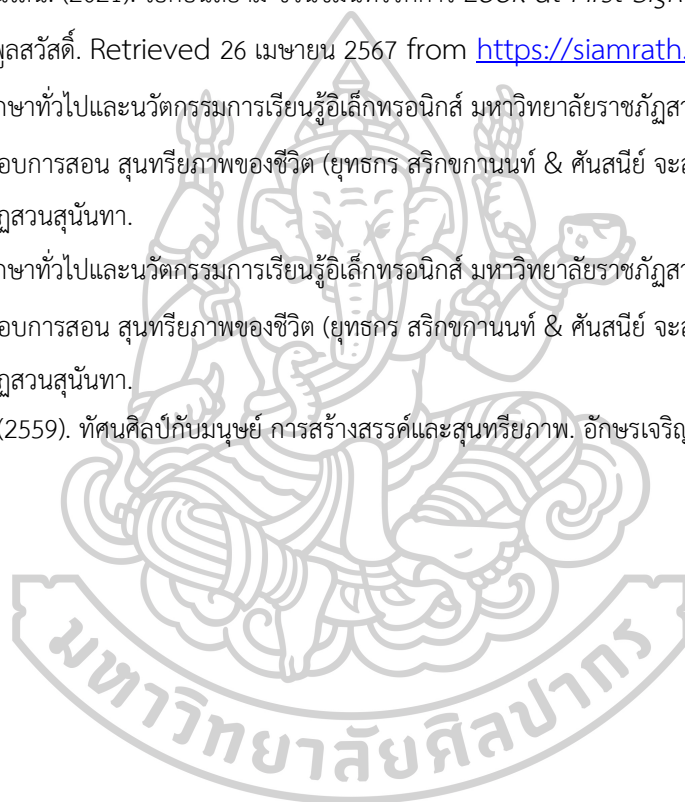 (2021). Look at First Sight
พูลสวัสดิ์. Retrieved 26 เมษายน 2567 from https://siamrath.
กษาทั่วไปและนวัตกรรมการเรียนรู้อิเล็กทรอนิกส์ มหาวิทยาลัยราชภัฏสา
อบการสอน สุนทรียภาพของชีวิต (ยุทธกร สริกขกานนท์ & ศันสนีย์ จะส
ฏสวนสุนันทา.
กษาทั่วไปและนวัตกรรมการเรียนรู้อิเล็กทรอนิกส์ มหาวิทยาลัยราชภัฏสา
อบการสอน สุนทรียภาพของชีวิต (ยุทธกร สริกขกานนท์ & ศันสนีย์ จะส
ฏสวนสุนันทา.
(2559). ทัศนศิลป์กับมนุษย์ การสร้างสรรค์และสุนทรียภาพ. อักษรเจริญ
มหาวิทยาลัยศิลปากร